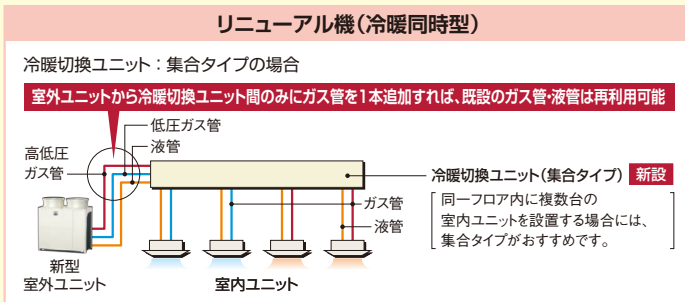 リニューアル機(冷暖同時型)
冷暖切換ユニット：集合タイプの場合
室外ユニットから冷暖切換ユニット間のみにガス管を1本追加すれば、既設のガス管・液管は再利用可能
低圧ガス管
液管
高低圧
ガス管
冷暖切換ユニット(集合タイプ) 新設
同一フロア内に複数台の
室内ユニットを設置する場合には、
集合タイプがおすすめです。
ガス管
液管
新型
室外ユニット
室内ユニット